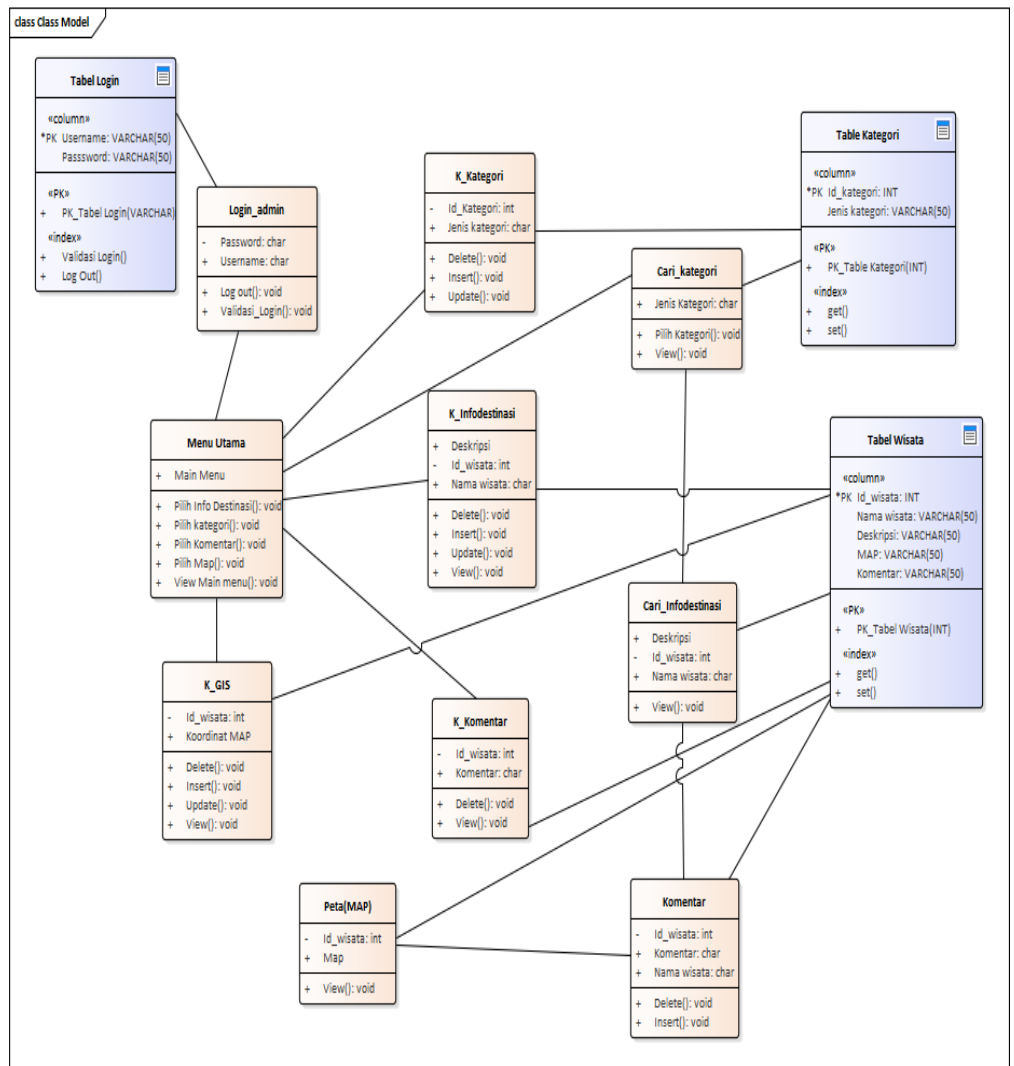 class Class Model
Tabel Login
«column»
*PK Username: VARCHAR(50)
Passsword: VARCHAR(50)
«PK»
+ PK_Tabel Login(VARCHAR)
«index»
+ Validasi Login()
+ Log Out()
Login_admin
- Password: char
+ Username: char
+ Log out(): void
+ Validasi_Login(): void
K_Kategori
- Id_Kategori: int
+ Jenis kategori: char
+ Delete(): void
+ Insert(): void
+ Update(): void
Table Kategori
«column»
*PK Id_kategori: INT
Jenis kategori: VARCHAR(50)
«PK»
+ PK_Table Kategori(INT)
«index»
+ get()
+ set()
Cari_kategori
+ Jenis Kategori: char
+ Pilih Kategori(): void
+ View(): void
Menu Utama
+ Main Menu
+ Pilih Info Destinasi(): void
+ Pilih kategori(): void
+ Pilih Komentar(): void
+ Pilih Map(): void
+ View Main menu(): void
K_Infodestinasi
+ Deskripsi
- Id_wisata: int
+ Nama wisata: char
+ Delete(): void
+ Insert(): void
+ Update(): void
+ View(): void
Tabel Wisata
«column»
*PK Id_wisata: INT
Nama wisata: VARCHAR(50)
Deskripsi: VARCHAR(50)
MAP: VARCHAR(50)
Komentar: VARCHAR(50)
«PK»
+ PK_Tabel Wisata(INT)
«index»
+ get()
+ set()
Cari_Infodestinasi
+ Deskripsi
- Id_wisata: int
+ Nama wisata: char
+ View(): void
K_GIS
- Id_wisata: int
+ Koordinat MAP
+ Delete(): void
+ Insert(): void
+ Update(): void
+ View(): void
K_Komentar
- Id_wisata: int
+ Komentar: char
+ Delete(): void
+ View(): void
Peta(MAP)
- Id_wisata: int
+ Map
+ View(): void
Komentar
- Id_wisata: int
+ Komentar: char
+ Nama wisata: char
+ Delete(): void
+ Insert(): void